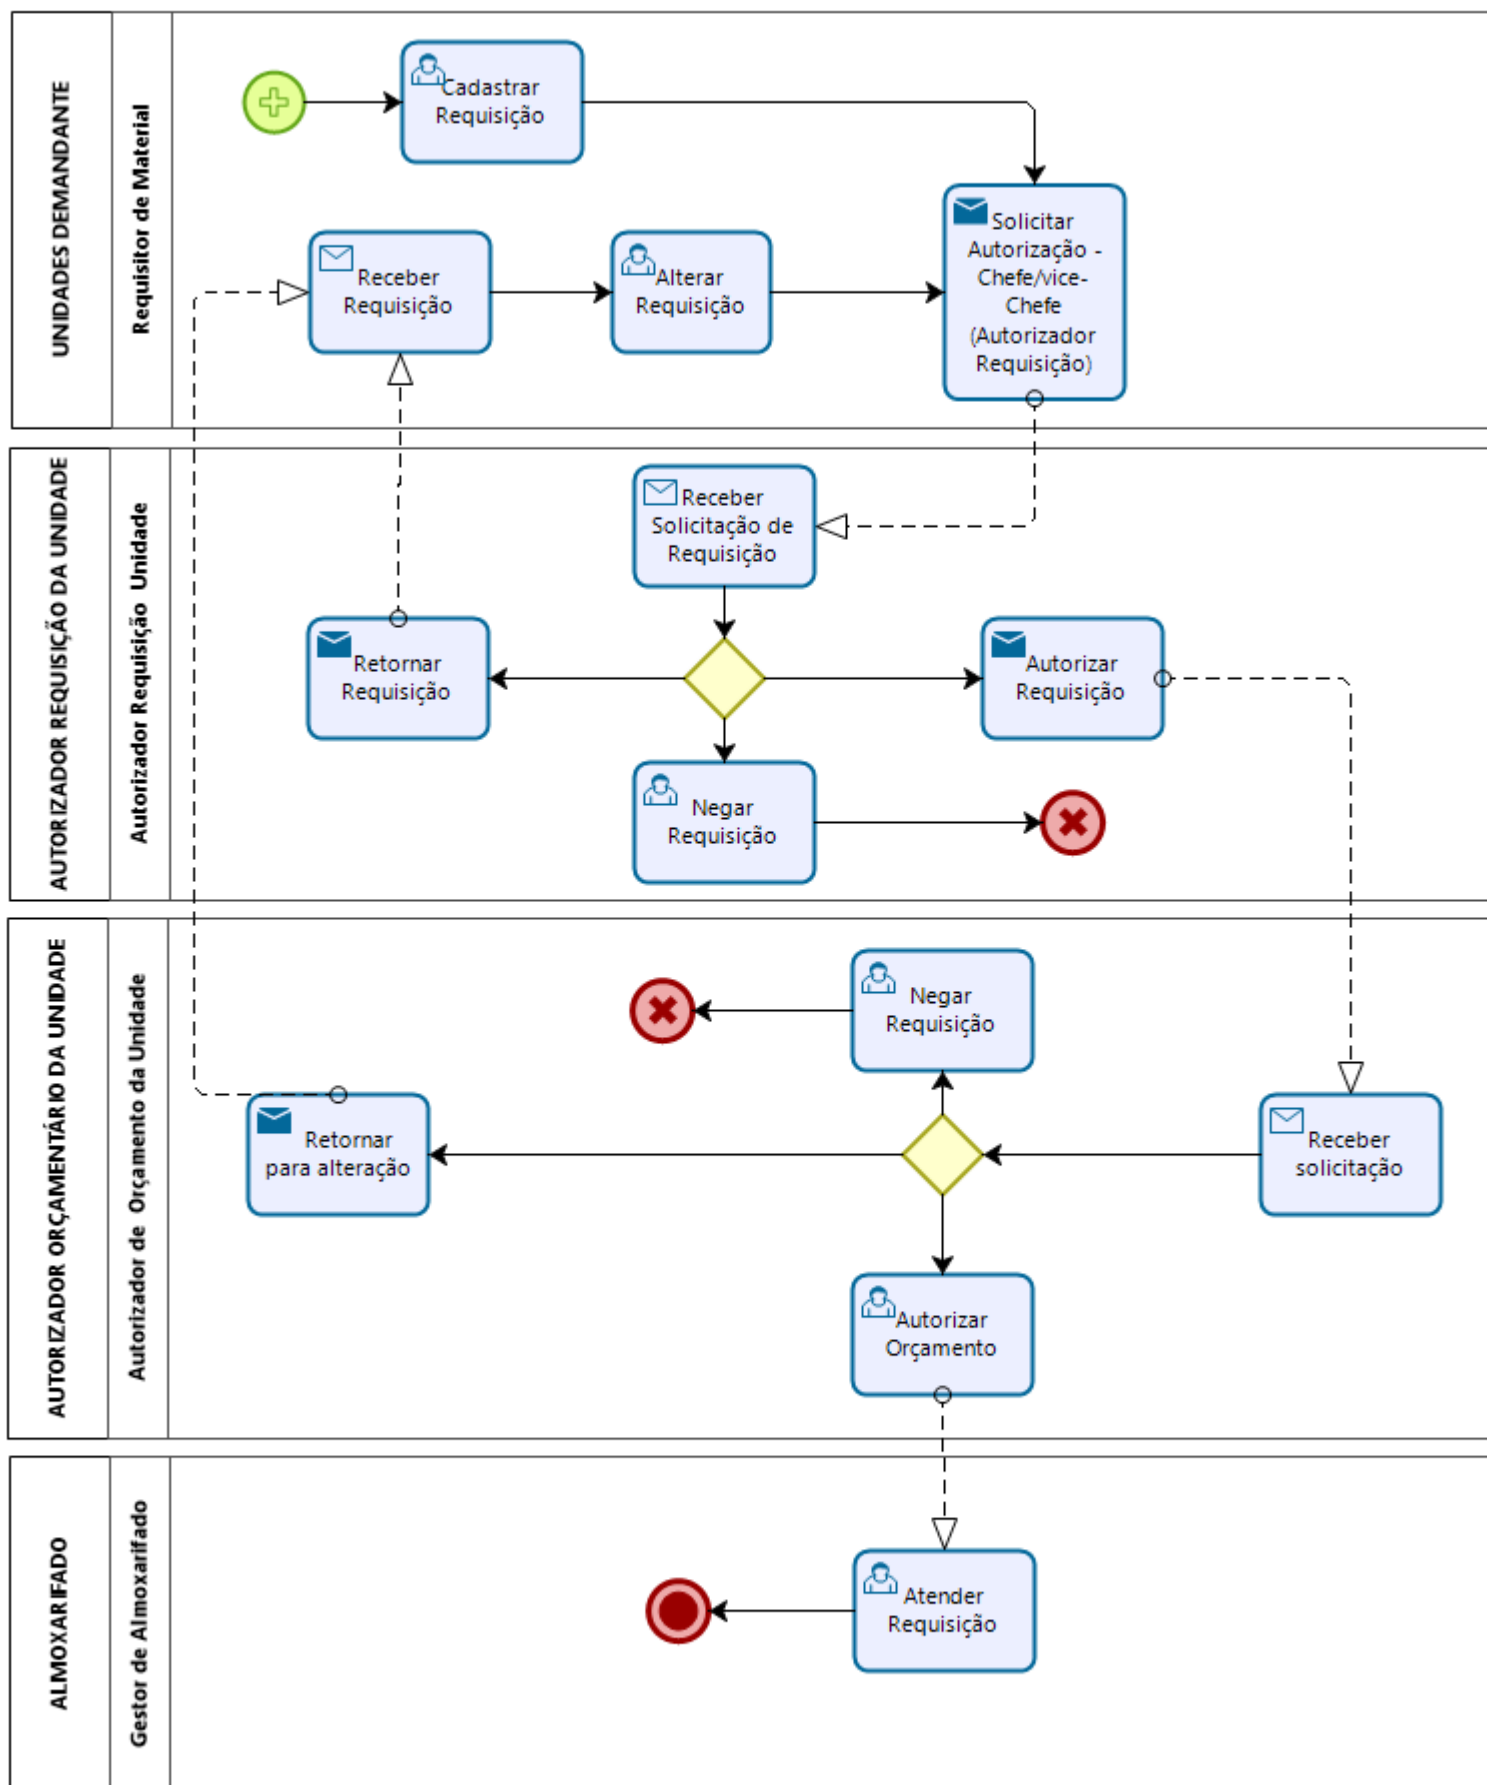 UNIDADES DEMANDANTE
Requisitor de Material
Cadastrar
Requisição
Receber
Requisição
Alterar
Requisição
Solicitar
Autorização -
Chefe/vice-
Chefe
(Autorizador
Requisição)
AUTORIZADOR REQUISIÇÃO DA UNIDADE
Autorizador Requisição Unidade
Receber
Solicitação de
Requisição
Retornar
Requisição
Autorizar
Requisição
Negar
Requisição
AUTORIZADOR ORÇAMENTÁRIO DA UNIDADE
Autorizador de Orçamento da Unidade
Negar
Requisição
Retornar
para alteração
Receber
solicitação
Autorizar
Orçamento
ALMOXARIFADO
Gestor de Almoxarifado
Atender
Requisição